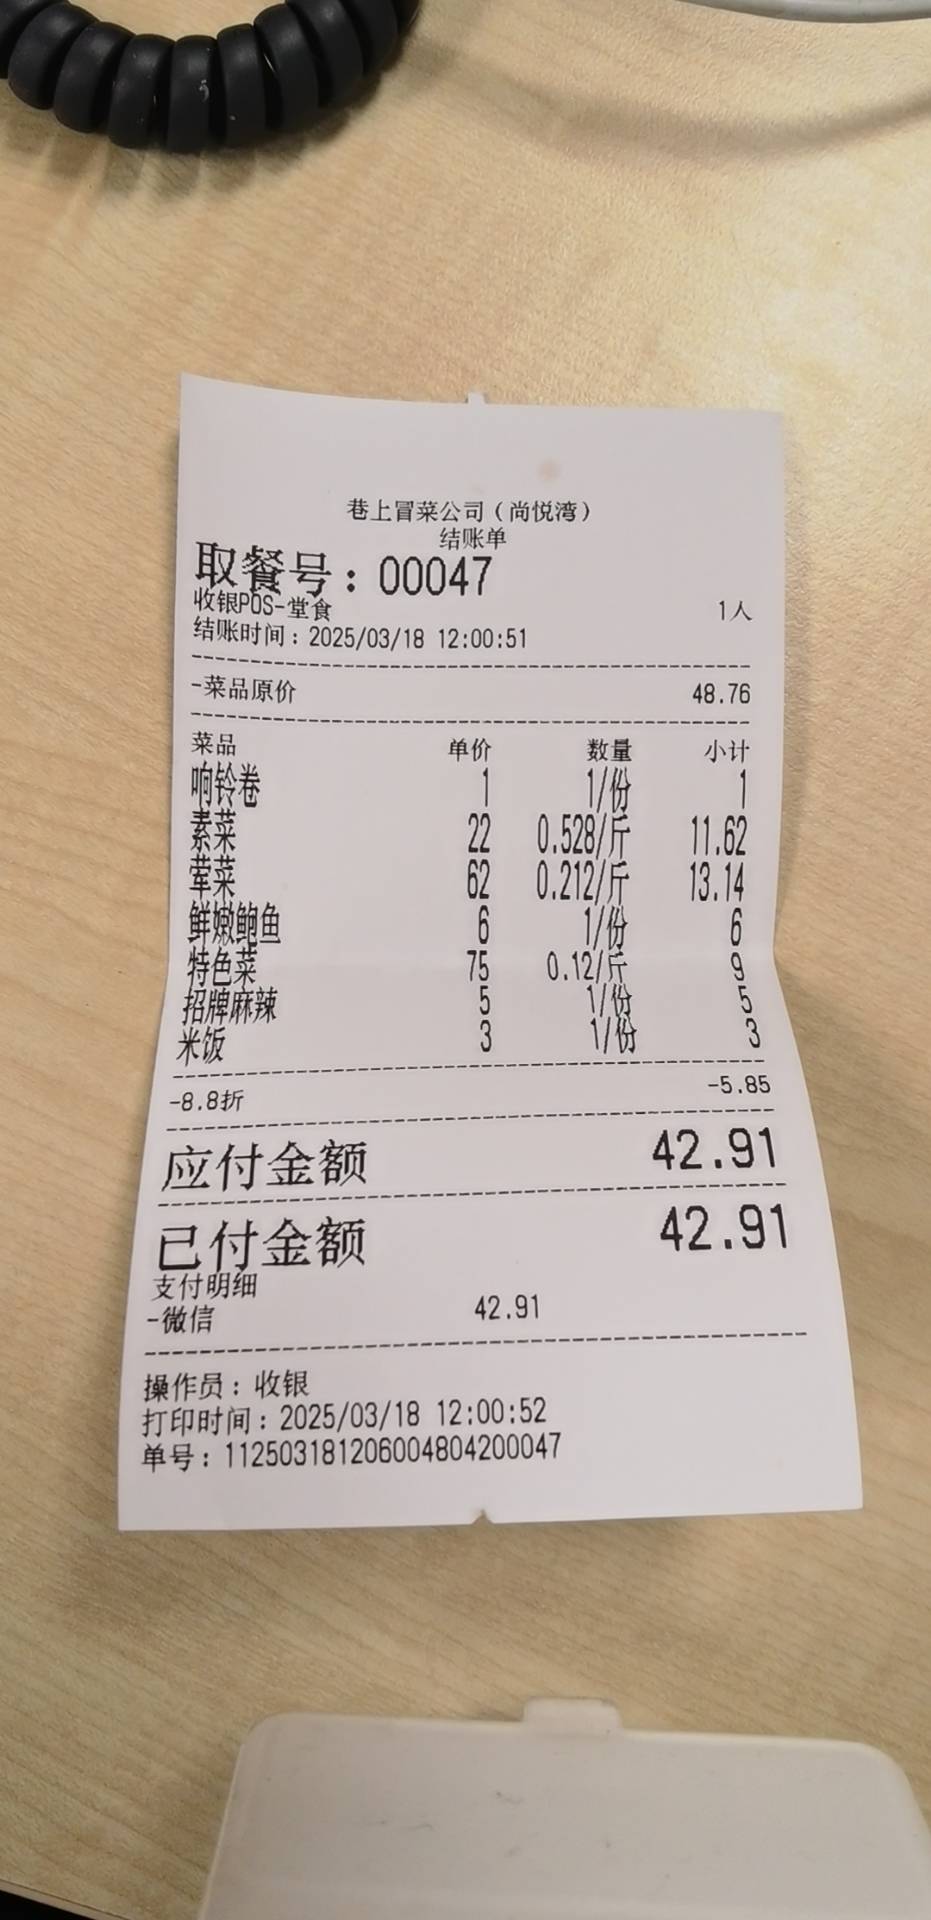 巷上冒菜公司（尚悦湾）
结账单
取餐号：00047
收银POS-堂食 1人
结账时间：2025/03/18 12:00:51
-菜品原价 48.76
菜品 单价 数量 小计
响铃卷 1 1/份 1
素菜 22 0.528/斤 11.62
荤菜 62 0.212/斤 13.14
鲜嫩鲍鱼 6 1/份 6
特色菜 75 0.12/斤 9
招牌麻辣 5 1/份 5
米饭 3 1/份 3
-8.8折 -5.85
应付金额 42.91
已付金额 42.91
支付明细
-微信 42.91
操作员：收银
打印时间：2025/03/18 12:00:52
单号：112503181206004804200047